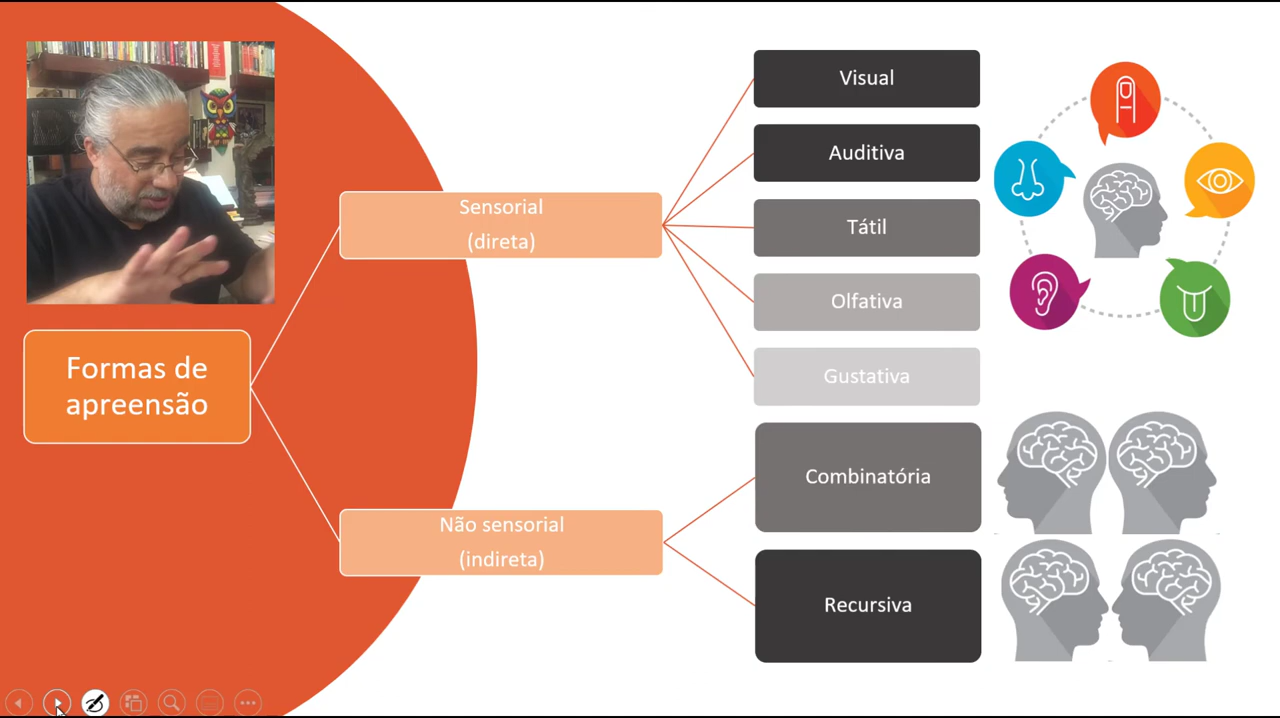 Formas de
apreensão
Sensorial
(direta)
Visual
Auditiva
Tátil
Olfativa
Gustativa
Não sensorial
(indireta)
Combinatória
Recursiva